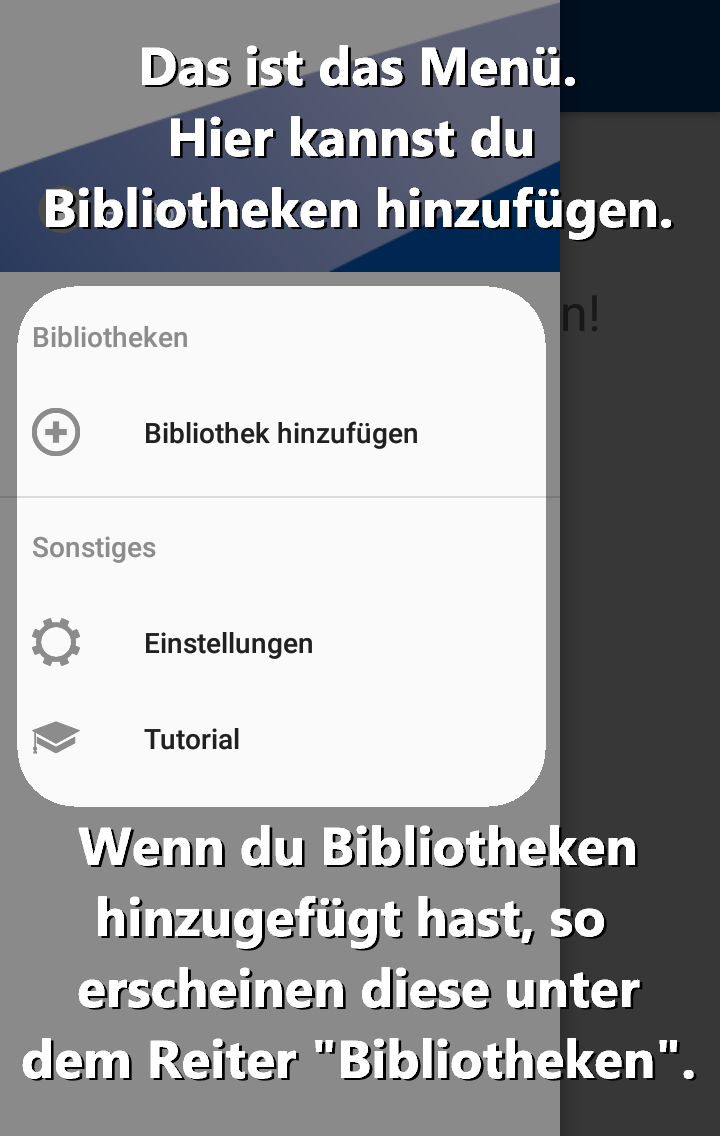 Das ist das Menü.
Hier kannst du
Bibliotheken hinzufügen.
n!
Bibliotheken
Bibliothek hinzufügen
Sonstiges
Einstellungen
Tutorial
Wenn du Bibliotheken
hinzugefügt hast, so
erscheinen diese unter
dem Reiter "Bibliotheken".